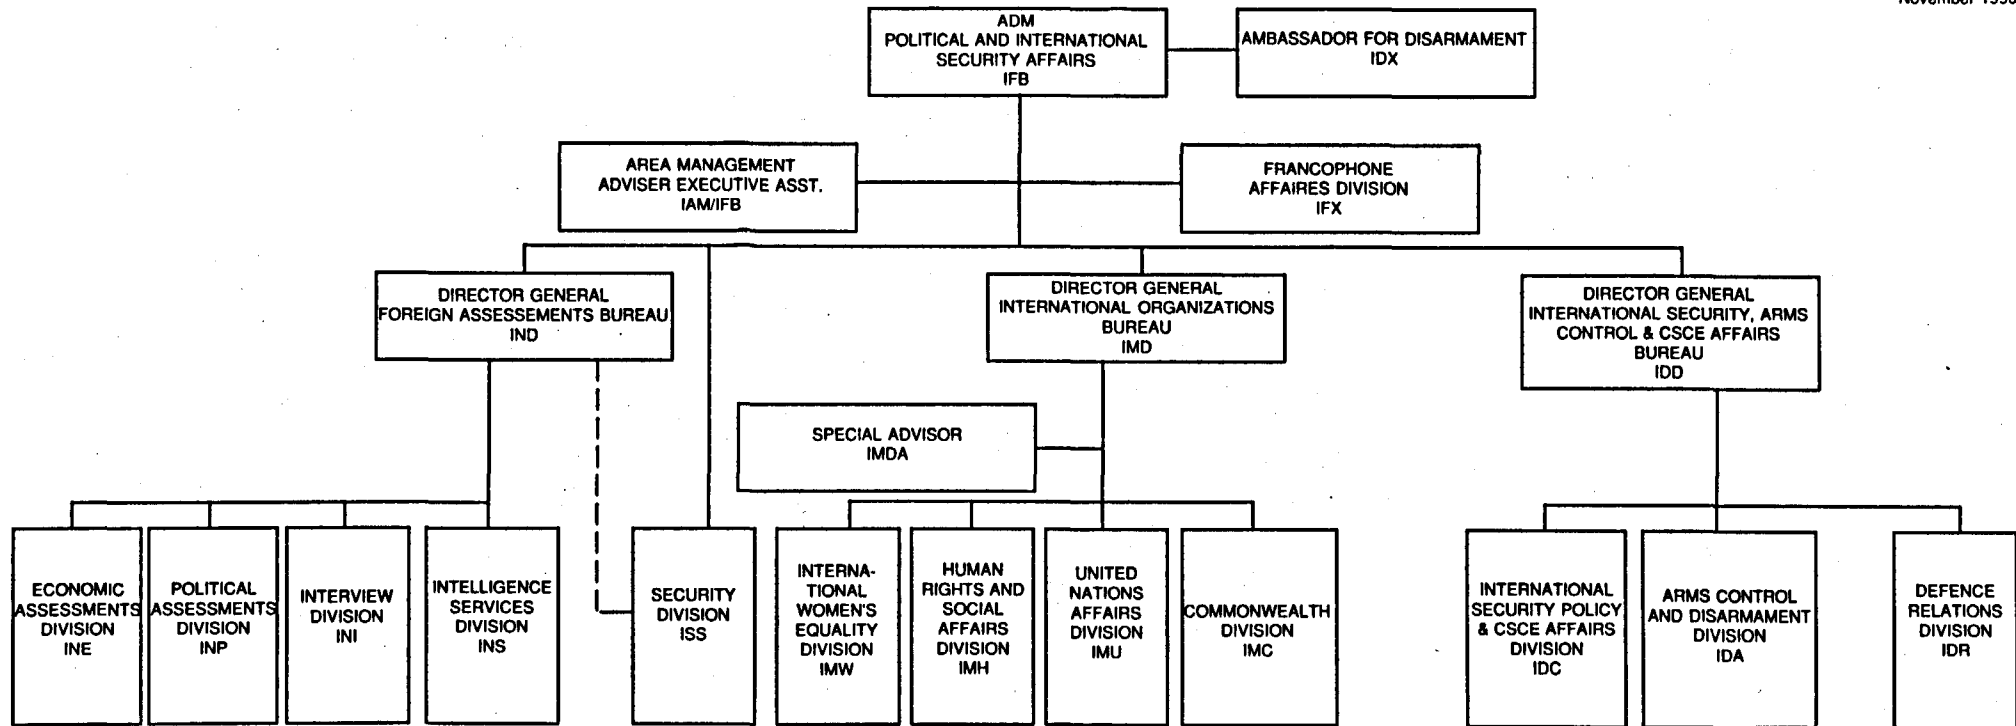 November 1990
ADM
POLITICAL AND INTERNATIONAL
SECURITY AFFAIRS
IFB
AMBASSADOR FOR DISARMAMENT
IDX
AREA MANAGEMENT
ADVISER EXECUTIVE ASST.
IAM/IFB
FRANCOPHONE
AFFAIRES DIVISION
IFX
DIRECTOR GENERAL
FOREIGN ASSESSEMENTS BUREAU
IND
DIRECTOR GENERAL
INTERNATIONAL ORGANIZATIONS
BUREAU
IMD
DIRECTOR GENERAL
INTERNATIONAL SECURITY, ARMS
CONTROL & CSCE AFFAIRS
BUREAU
IDD
SPECIAL ADVISOR
IMDA
ECONOMIC
ASSESSMENTS
DIVISION
INE
POLITICAL
ASSESSMENTS
DIVISION
INP
INTERVIEW
DIVISION
INI
INTELLIGENCE
SERVICES
DIVISION
INS
SECURITY
DIVISION
ISS
INTERNA-
TIONAL
WOMEN'S
EQUALITY
DIVISION
IMW
HUMAN
RIGHTS AND
SOCIAL
AFFAIRS
DIVISION
IMH
UNITED
NATIONS
AFFAIRS
DIVISION
IMU
COMMONWEALTH
DIVISION
IMC
INTERNATIONAL
SECURITY POLICY
& CSCE AFFAIRS
DIVISION
IDC
ARMS CONTROL
AND DISARMAMENT
DIVISION
IDA
DEFENCE
RELATIONS
DIVISION
IDR